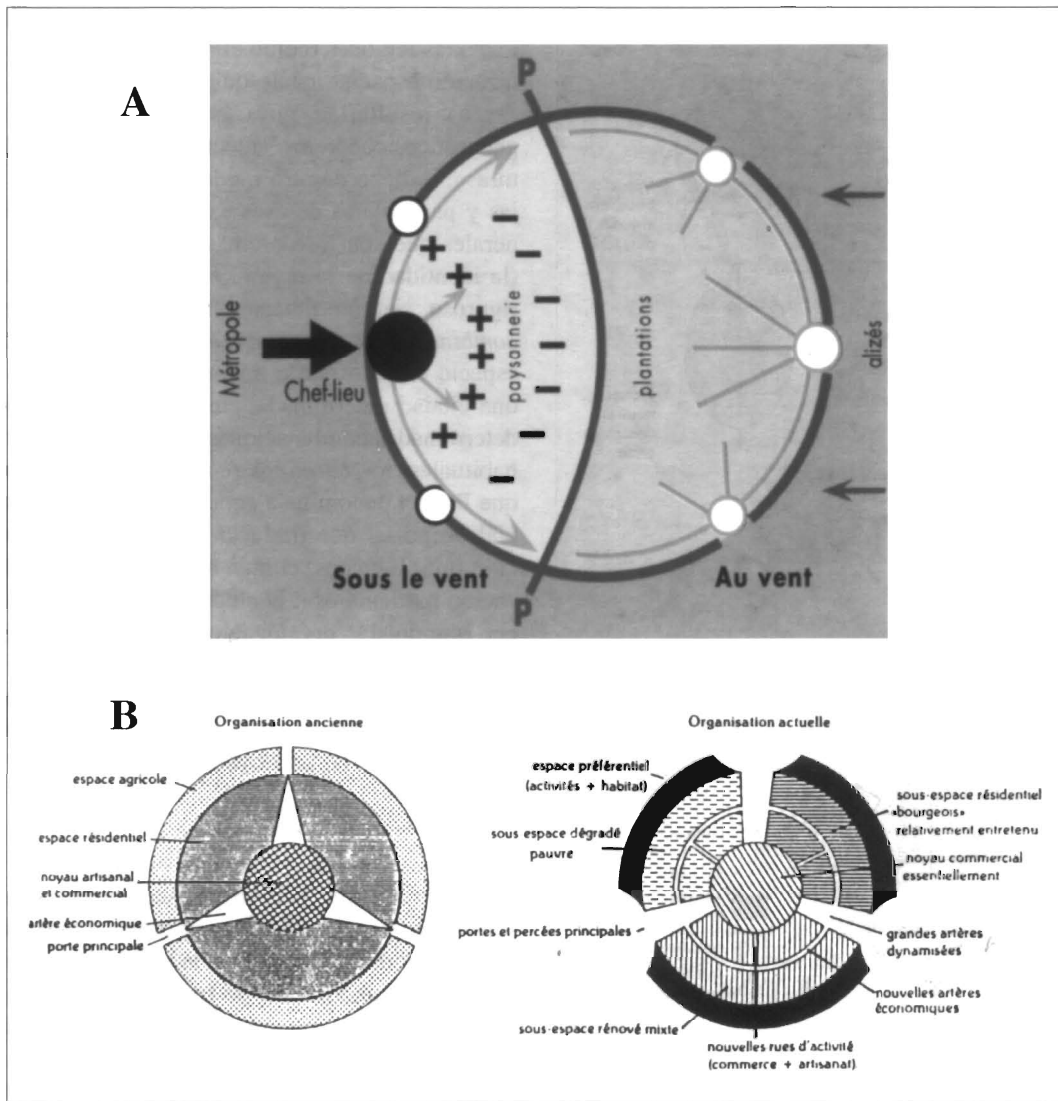 A
P
Métropole
Chef-lieu
paysannerie
plantations
alizés
Sous le vent
Au vent
P
B
Organisation ancienne
espace agricole
espace résidentiel
noyau artisanal
et commercial
artère économique
porte principale
Organisation actuelle
espace préférentiel
(activités + habitat)
sous espace dégradé
pauvre
portes et percées principales
sous-espace rénové mixte
nouvelles rues d'activité
(commerce + artisanat)
sous-espace résidentiel
«bourgeois»
relativement entretenu
noyau commercial
essentiellement
grandes artères
dynamisées
nouvelles artères
économiques